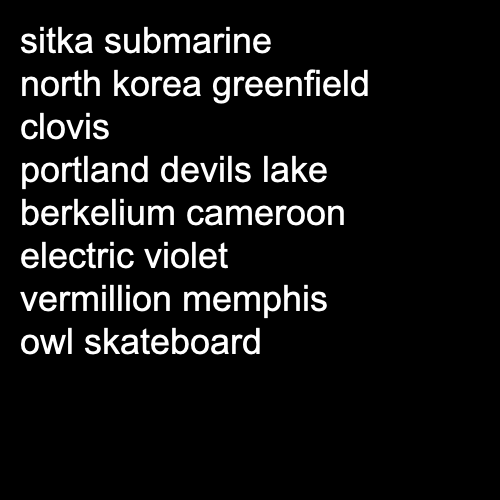 sitka submarine
north korea greenfield
clovis
portland devils lake
berkelium cameroon
electric violet
vermillion memphis
owl skateboard